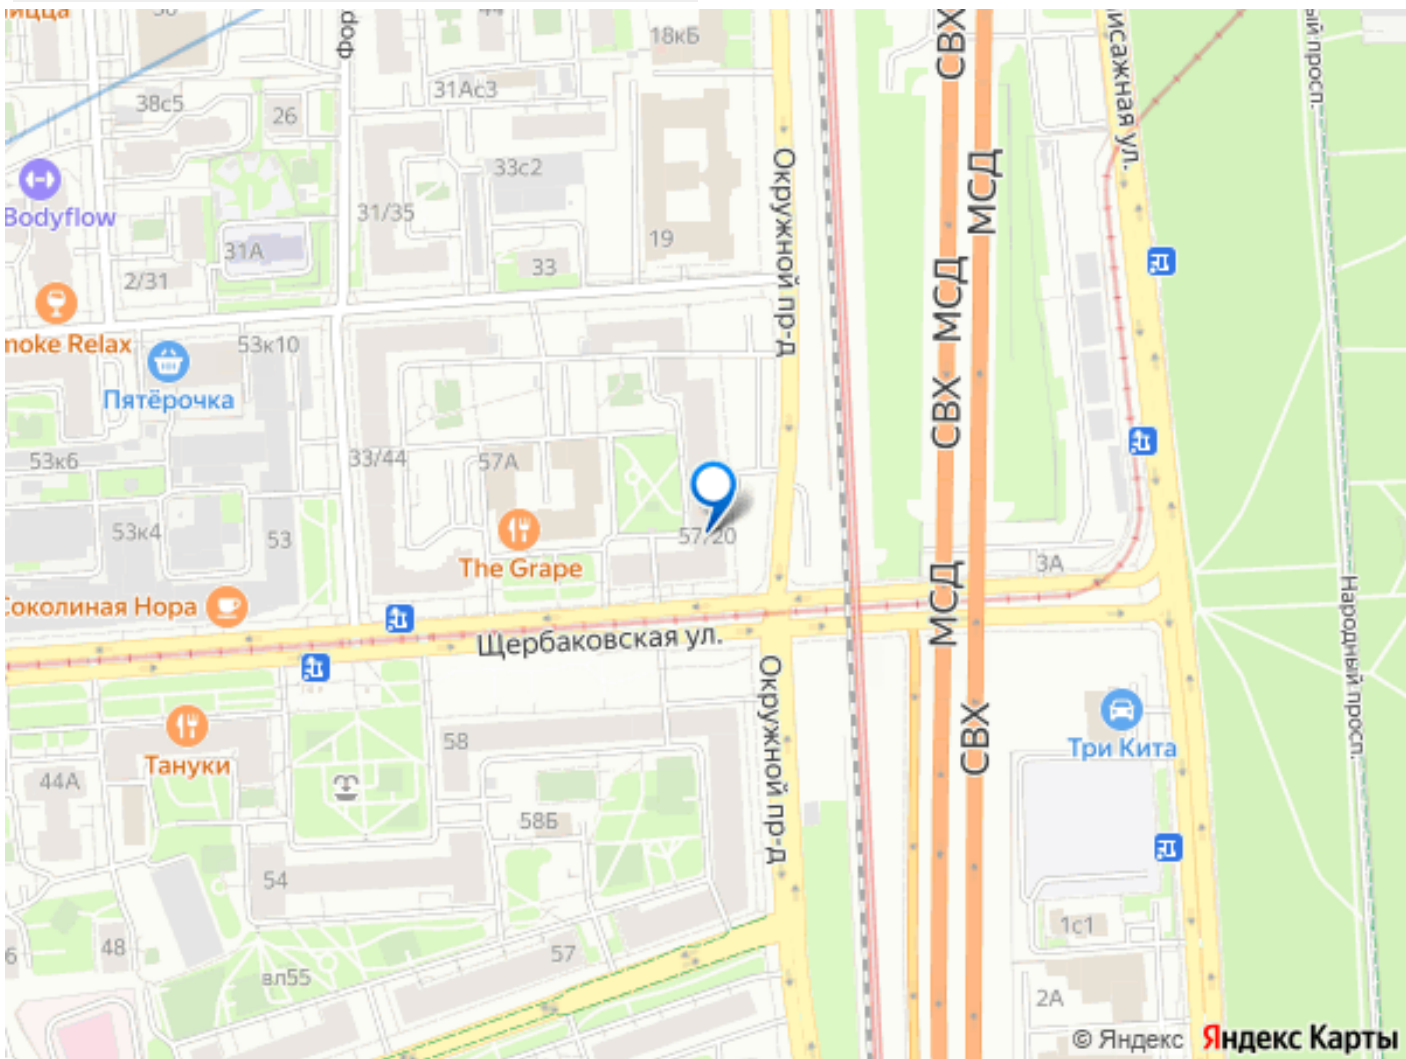 44
18кБ
СВХ
38с5
31Ас3
26
33с2
Bodyflow
31/35
31А
19
33
2/31
Окружной пр-д
МСД
МСД
53к10
Пятёрочка
СВХ
МСД
53к6
33/44
57А
53к4
53
57/20
The Grape
3А
МСД
Щербаковская ул.
Окружной пр-д
СВХ
Народный просп.
58
Тануки
44А
Три Кита
58Б
54
48
57
вл55
1с1
2А
© Яндекс Яндекс Карты